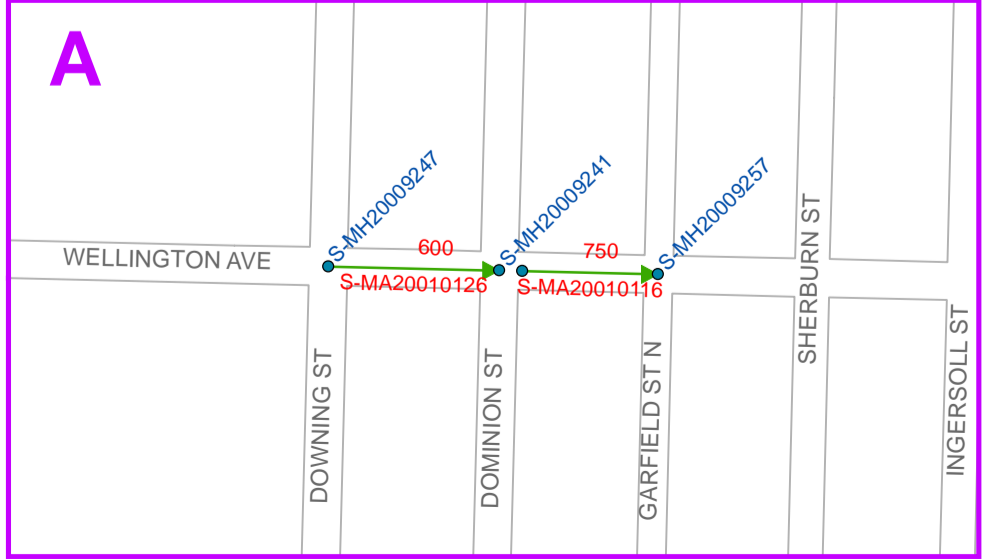 A
S-MH20009247
S-MH20009241
S-MH20009257
600
750
WELLINGTON AVE
S-MA20010126
S-MA20010116
DOWNING ST
DOMINION ST
GARFIELD ST N
SHERBURN ST
INGERSOLL ST